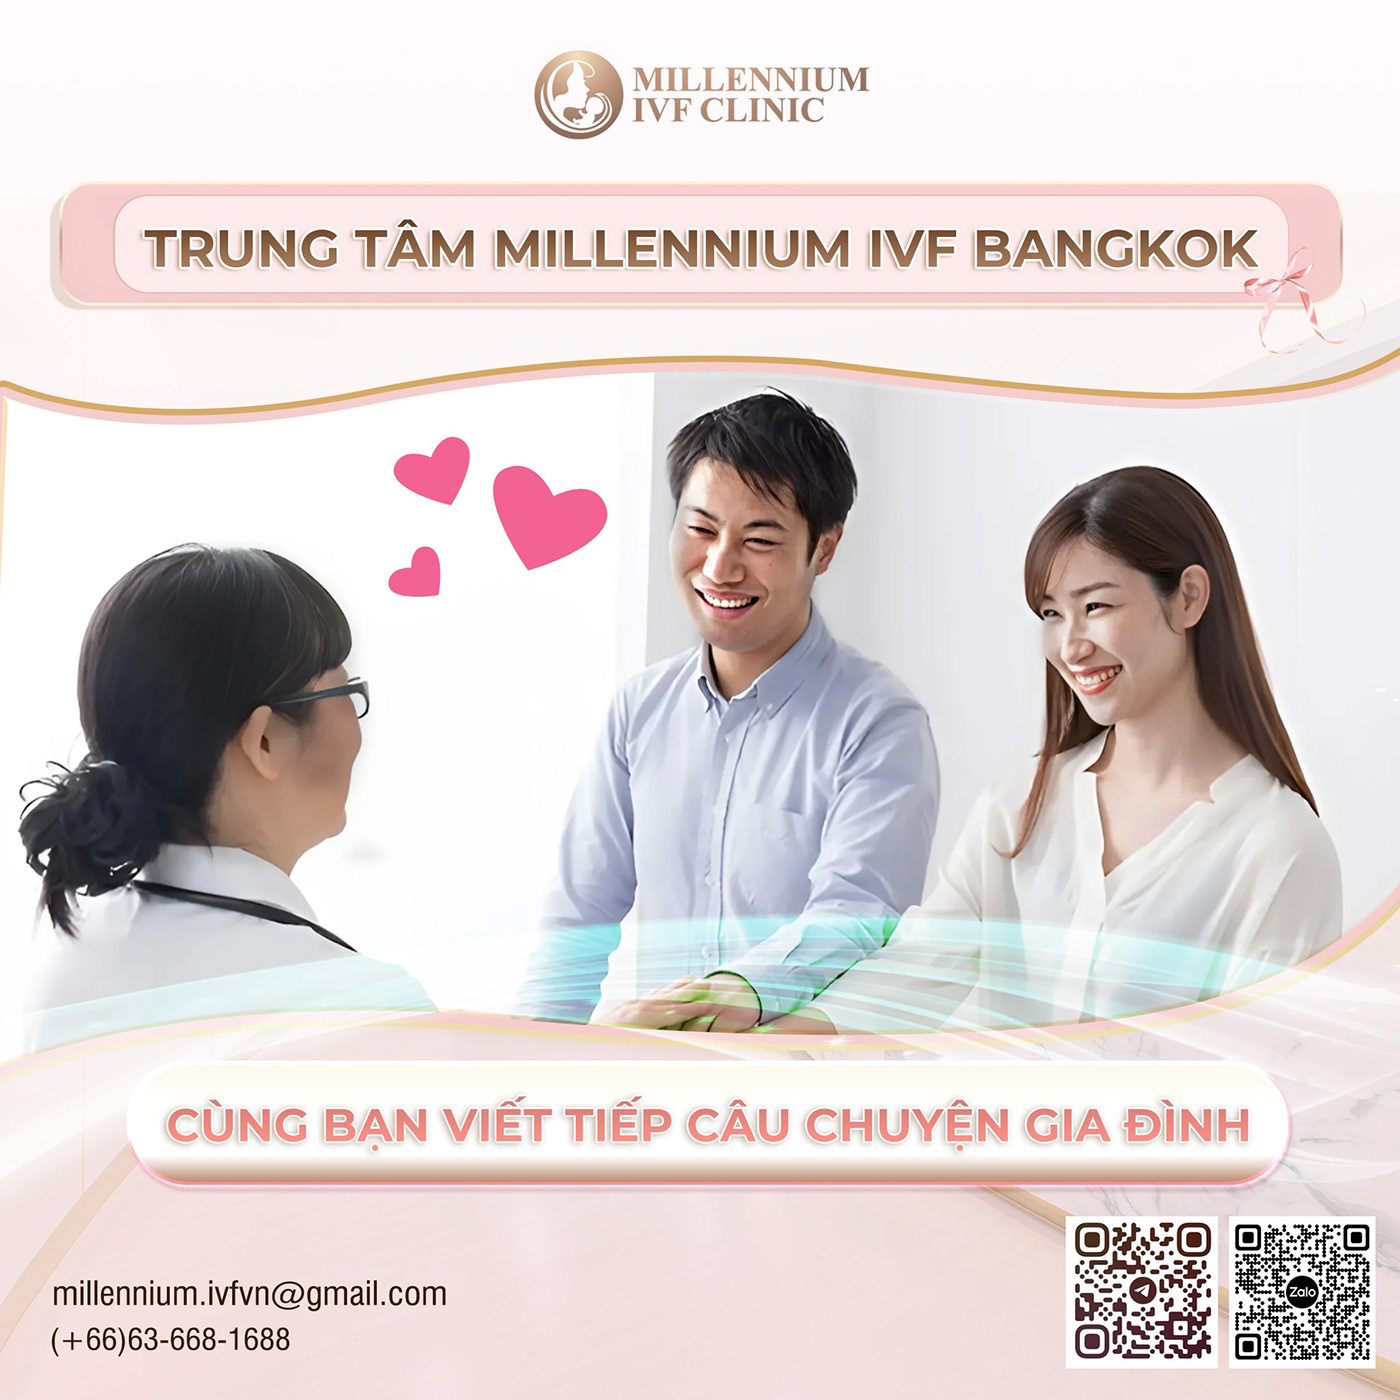 MILLENNIUM
IVF CLINIC
TRUNG TÂM MILLENNIUM IVF BANGKOK
CÙNG BẠN VIẾT TIẾP CÂU CHUYỆN GIA ĐÌNH
millennium.ivfvn@gmail.com
(+66)63-668-1688
Zalo